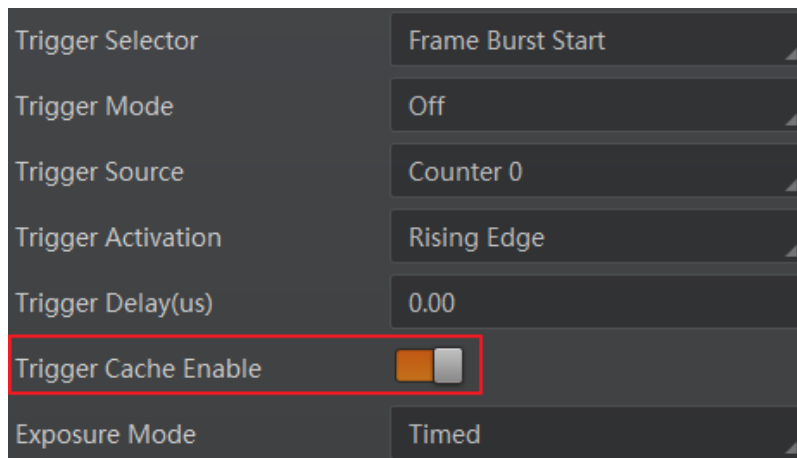 Trigger Selector Frame Burst Start
Trigger Mode Off
Trigger Source Counter 0
Trigger Activation Rising Edge
Trigger Delay(us) 0.00
Trigger Cache Enable
Exposure Mode Timed